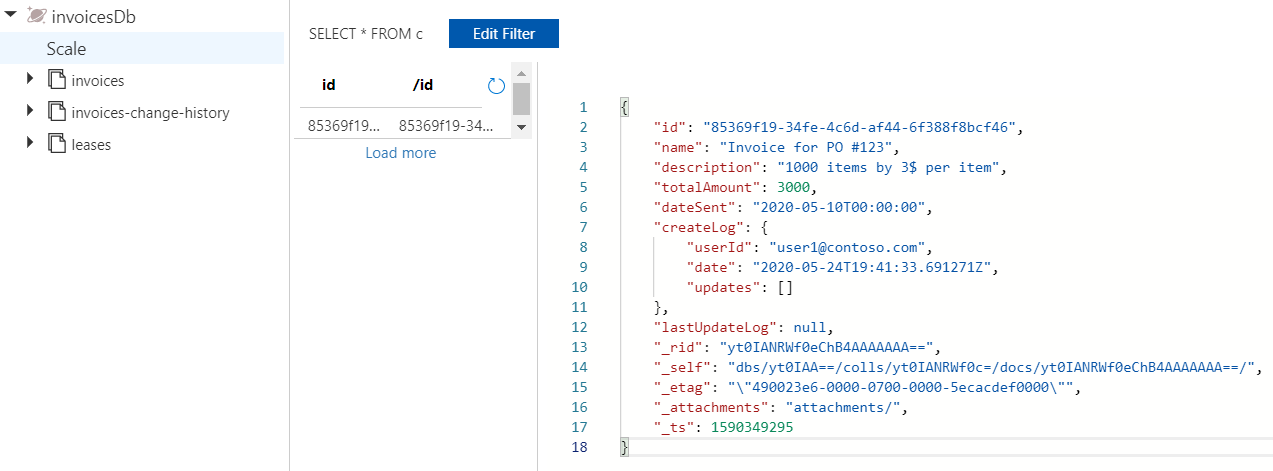 invoicesDb
Scale
invoices
invoices-change-history
leases
SELECT * FROM c
Edit Filter
id /id
85369f19... 85369f19-34...
Load more
1 {
2 "id": "85369f19-34fe-4c6d-af44-6f388f8bcf46",
3 "name": "Invoice for PO #123",
4 "description": "1000 items by 3$ per item",
5 "totalAmount": 3000,
6 "dateSent": "2020-05-10T00:00:00",
7 "createLog": {
8 "userId": "user1@contoso.com",
9 "date": "2020-05-24T19:41:33.691271Z",
10 "updates": []
11 },
12 "lastUpdateLog": null,
13 "_rid": "yt0IANRWf0eChB4AAAAAAA==",
14 "_self": "dbs/yt0IAA==/colls/yt0IANRWf0c=/docs/yt0IANRWf0eChB4AAAAAAA==/",
15 "_etag": "\"490023e6-0000-0700-0000-5ecacdef0000\"",
16 "_attachments": "attachments/",
17 "_ts": 1590349295
18 }